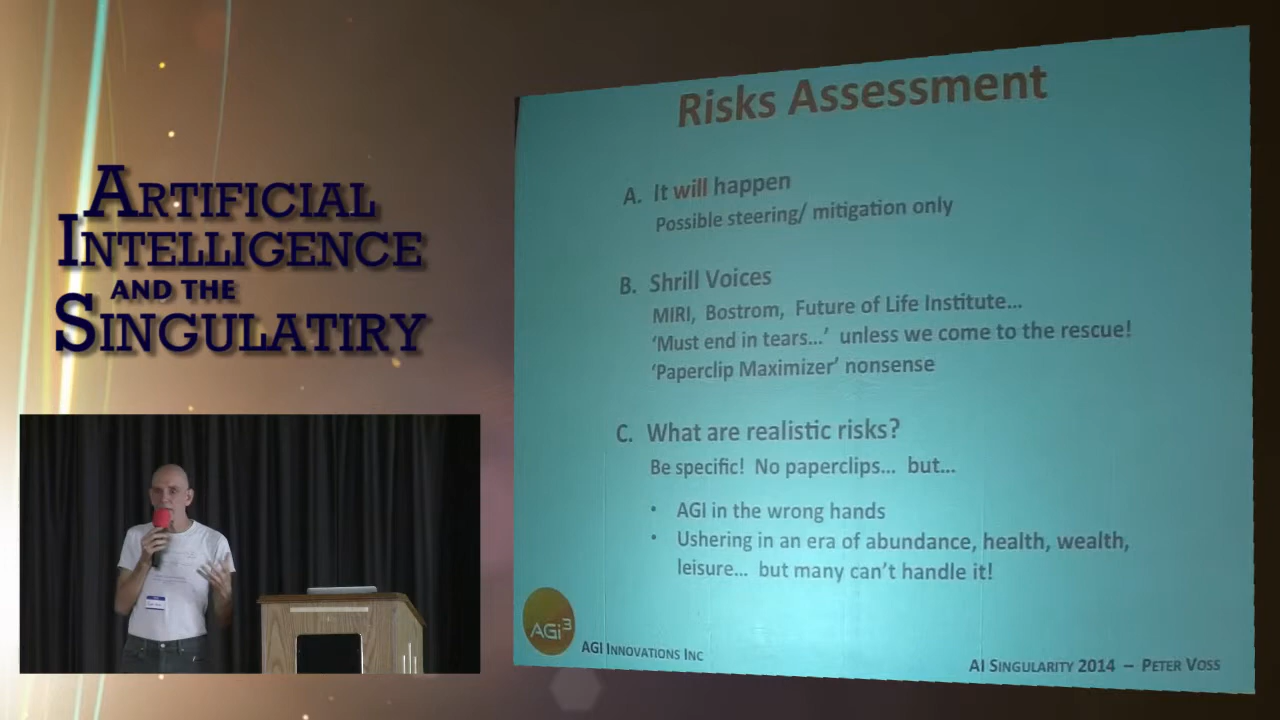 ARTIFICIAL
INTELLIGENCE
AND THE
SINGULATIRY
Risks Assessment
A. It will happen
Possible steering/ mitigation only
B. Shrill Voices
MIRI, Bostrom, Future of Life Institute...
‘Must end in tears...’ unless we come to the rescue!
‘Paperclip Maximizer’ nonsense
C. What are realistic risks?
Be specific! No paperclips... but...
• AGI in the wrong hands
• Ushering in an era of abundance, health, wealth,
leisure... but many can’t handle it!
AGi3
AGI INNOVATIONS INC
AI SINGULARITY 2014 – PETER VOSS